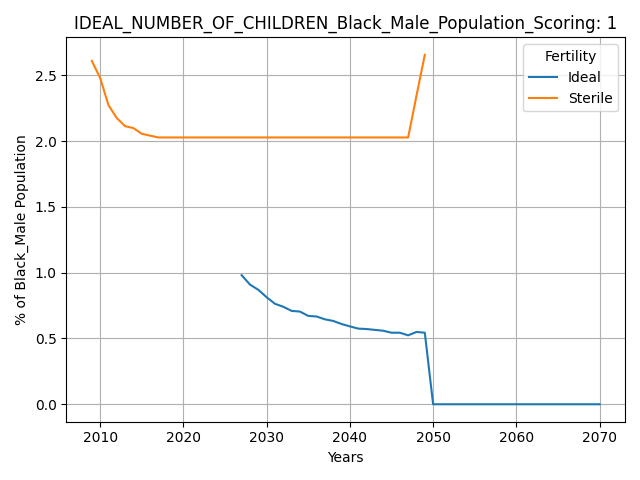 IDEAL_NUMBER_OF_CHILDREN_Black_Male_Population_Scoring: 1
Fertility
Ideal
Sterile
% of Black_Male Population
2.5
2.0
1.5
1.0
0.5
0.0
2010 2020 2030 2040 2050 2060 2070
Years